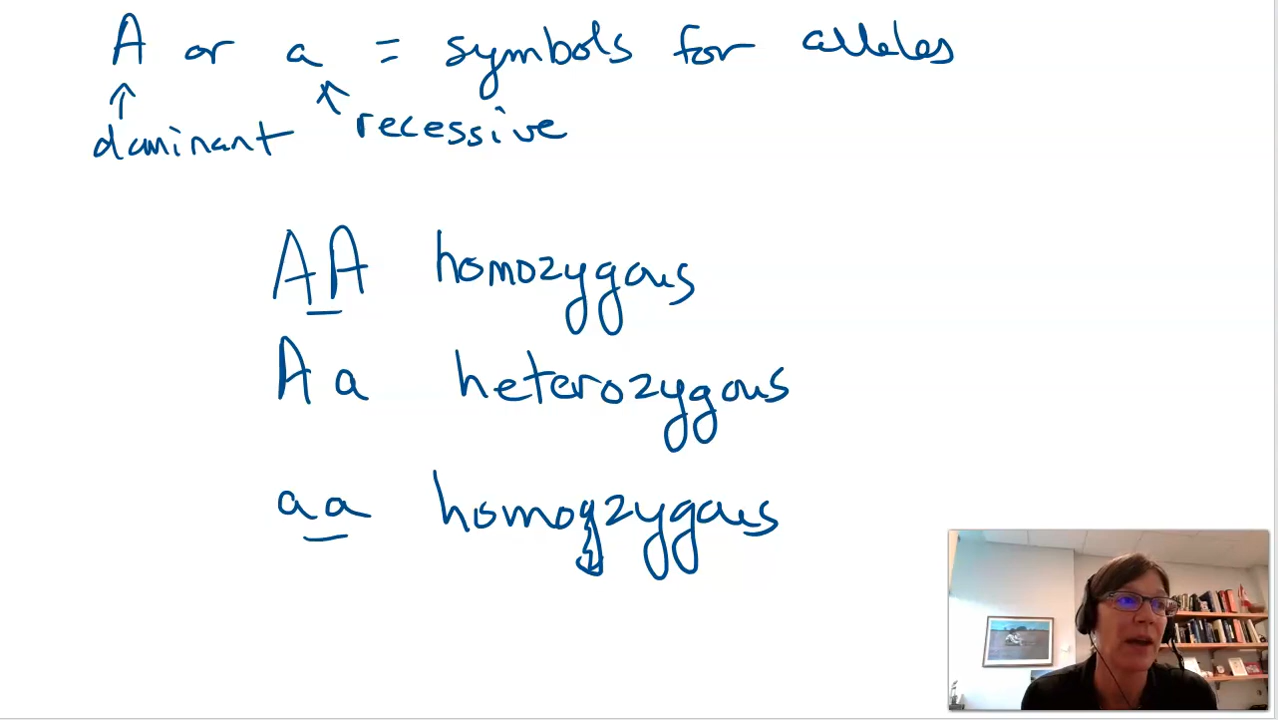 A or a = symbols for alleles
↑ ↑
dominant recessive
AA homozygous
Aa heterozygous
aa homozygous